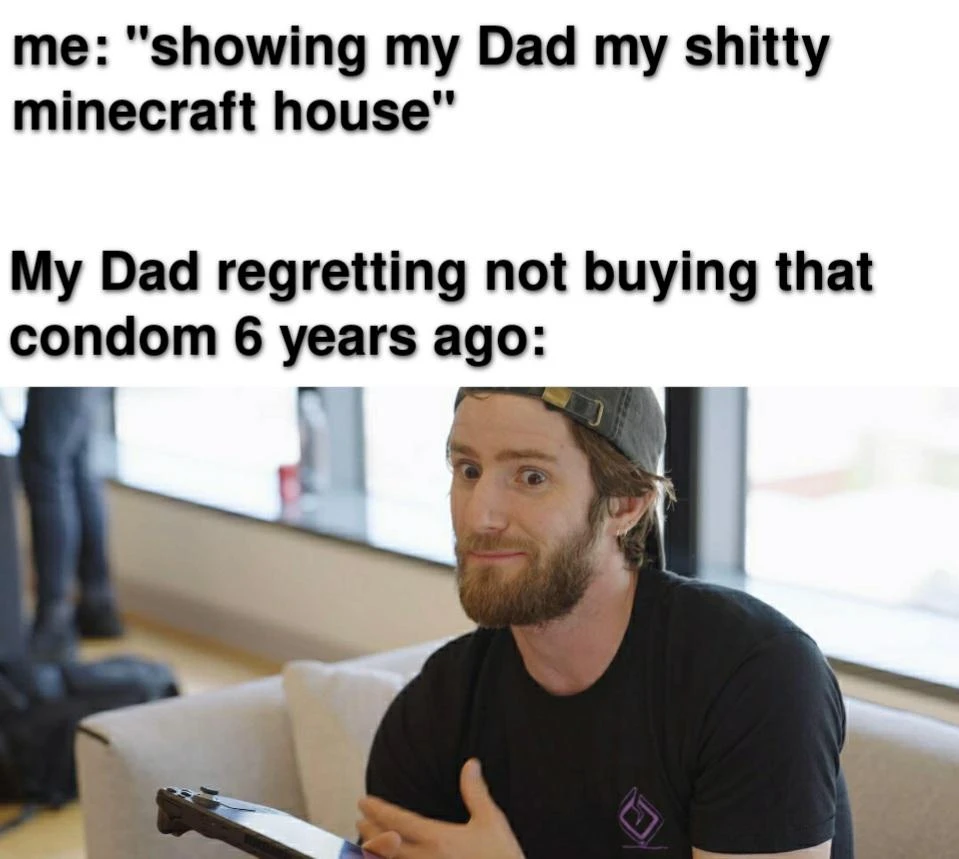 me: "showing my Dad my shitty
minecraft house"
My Dad regretting not buying that
condom 6 years ago: